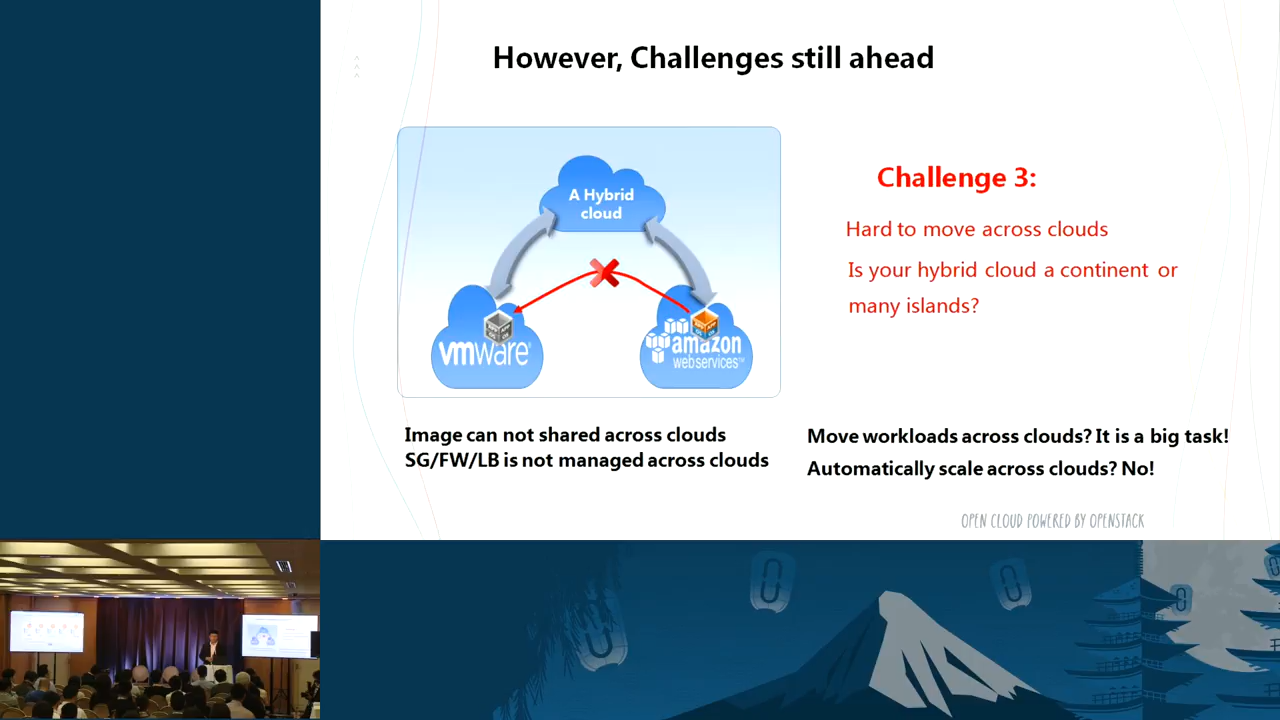 However, Challenges still ahead
A Hybrid
cloud
vmware
amazon
webservices™
Challenge 3:
Hard to move across clouds
Is your hybrid cloud a continent or
many islands?
Image can not shared across clouds
SG/FW/LB is not managed across clouds
Move workloads across clouds? It is a big task!
Automatically scale across clouds? No!
OPEN CLOUD POWERED BY OPENSTACK